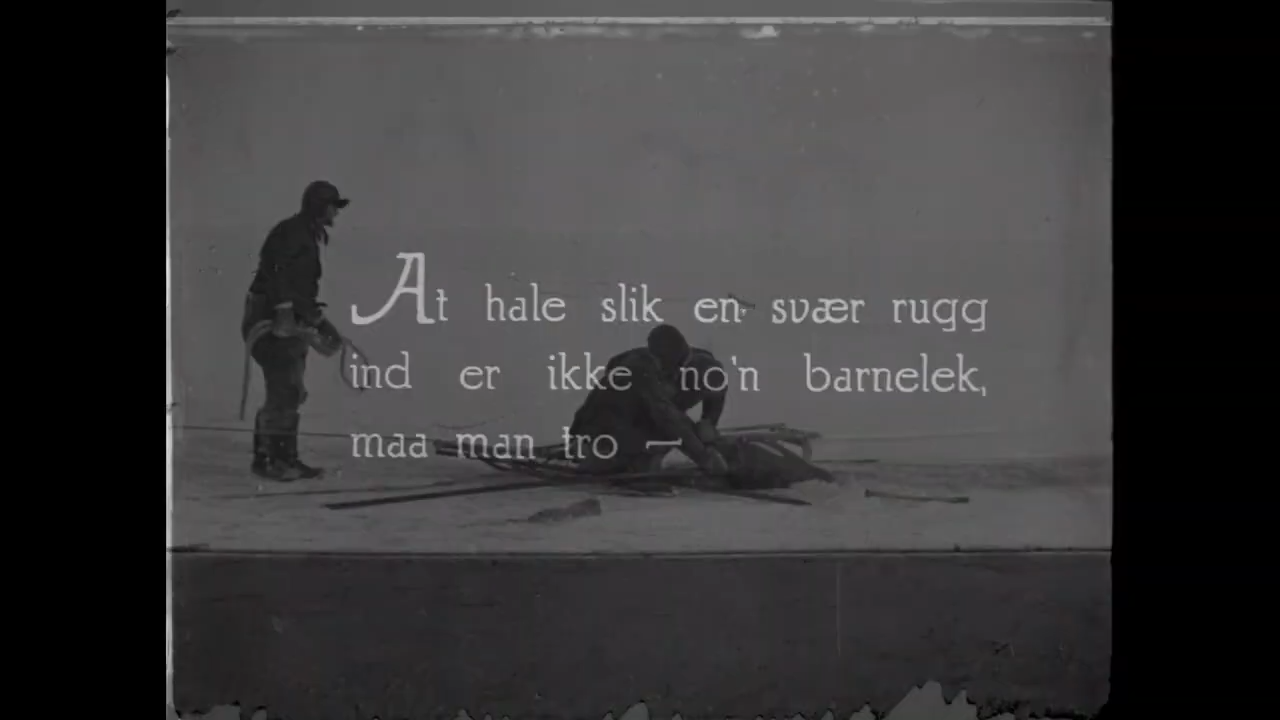 At hale slik en svær rugg
ind er ikke no'n barnelek,
maa man tro —